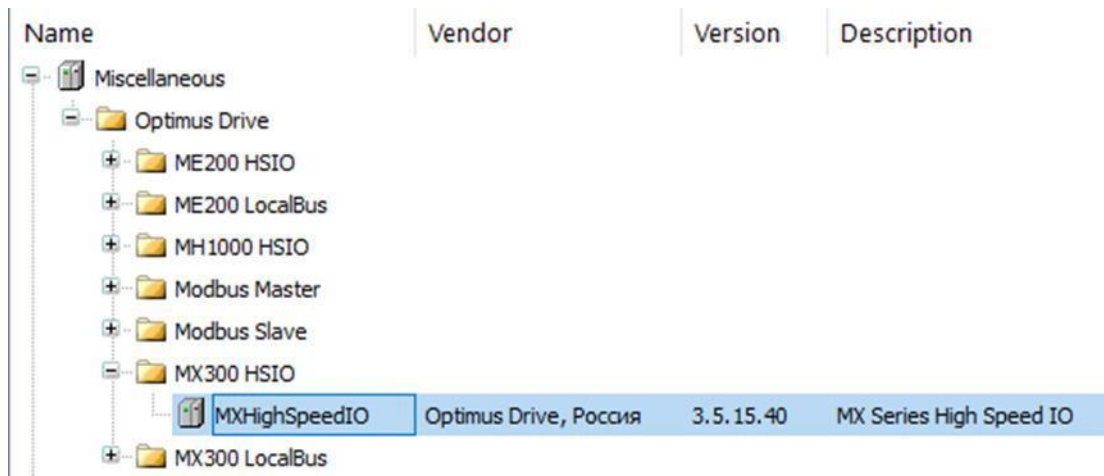 Name Vendor Version Description
Miscellaneous
Optimus Drive
ME200 HSIO
ME200 LocalBus
MH1000 HSIO
Modbus Master
Modbus Slave
MX300 HSIO
MXHighSpeedIO Optimus Drive, Россия 3.5.15.40 MX Series High Speed IO
MX300 LocalBus